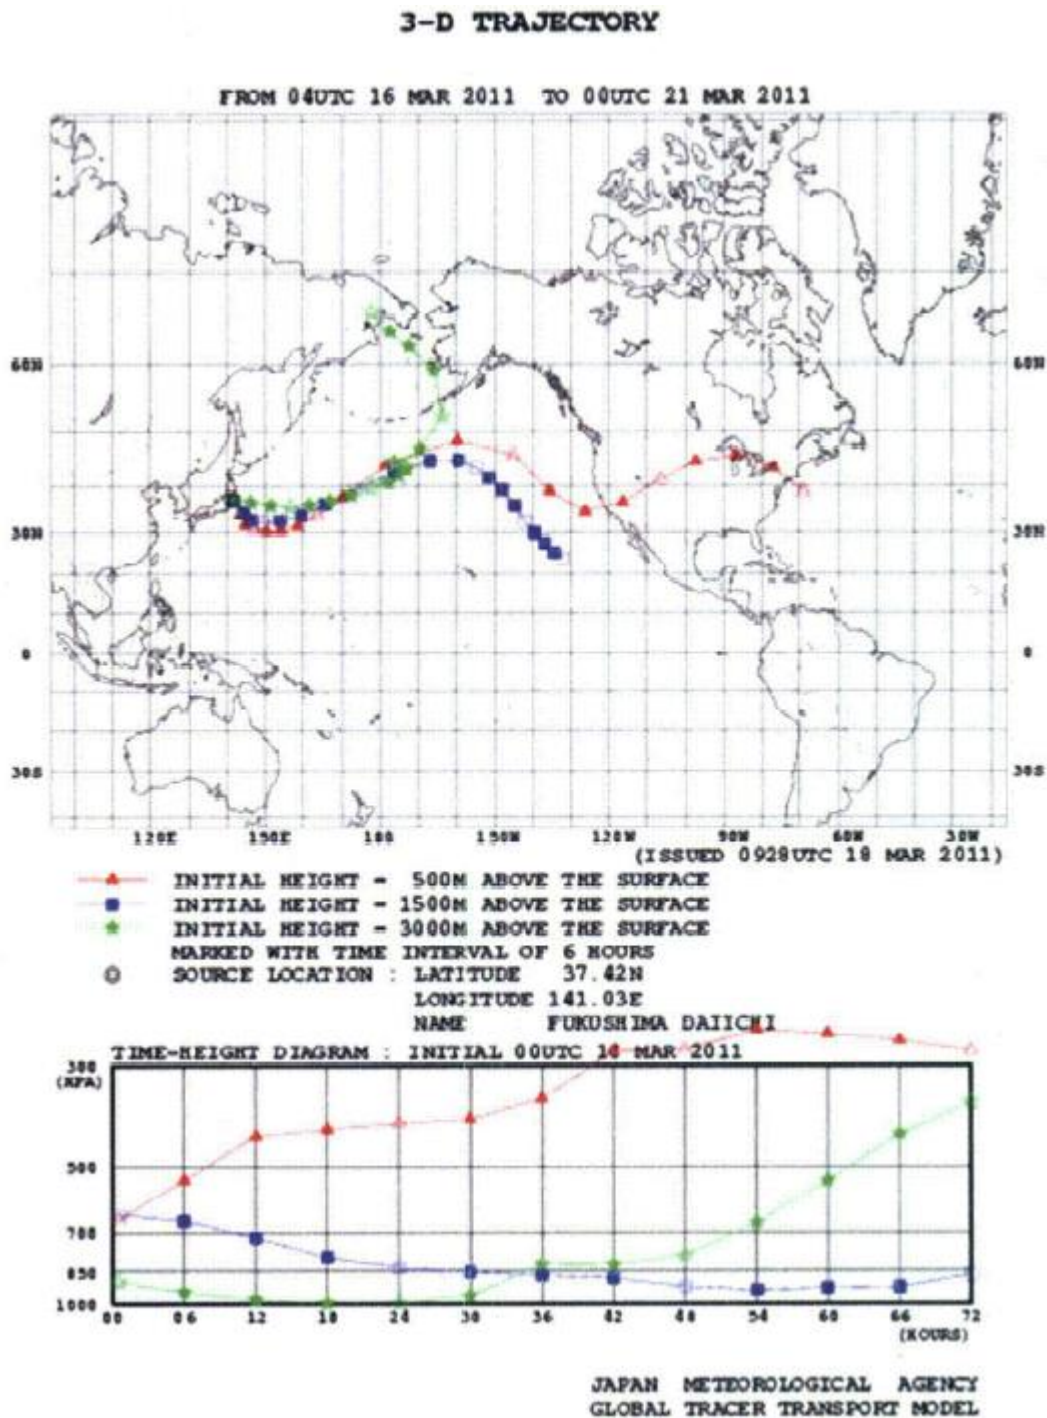 3-D TRAJECTORY
FROM 04UTC 16 MAR 2011 TO 00UTC 21 MAR 2011
60N 60N
30N 30N
0 0
30S 30S
120E 150E 180 150W 120W 90W 60W 30W
(ISSUED 0928UTC 18 MAR 2011)
INITIAL HEIGHT - 500M ABOVE THE SURFACE
INITIAL HEIGHT - 1500M ABOVE THE SURFACE
INITIAL HEIGHT - 3000M ABOVE THE SURFACE
MARKED WITH TIME INTERVAL OF 6 HOURS
SOURCE LOCATION : LATITUDE 37.42N
LONGITUDE 141.03E
NAME FUKUSHIMA DAIICHI
TIME-HEIGHT DIAGRAM : INITIAL 00UTC MAR 2011
300
(HPA)
500
700
850
1000
00 06 12 18 24 30 36 42 48 54 60 66 72
(HOURS)
JAPAN METEOROLOGICAL AGENCY
GLOBAL TRACER TRANSPORT MODEL